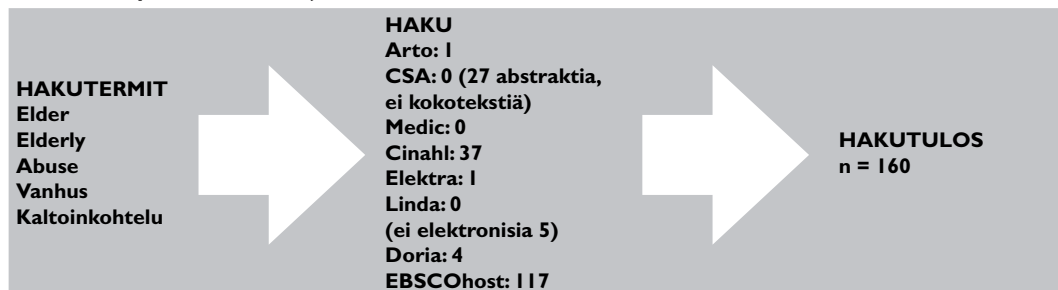 HAKUTERMIT
Elder
Elderly
Abuse
Vanhus
Kaltoinkohtelu
HAKU
Arto: 1
CSA: 0 (27 abstraktia,
ei kokotekstiä)
Medic: 0
Cinahl: 37
Elektra: 1
Linda: 0
(ei elektronisia 5)
Doria: 4
EBSCOhost: 117
HAKUTULOS
n = 160